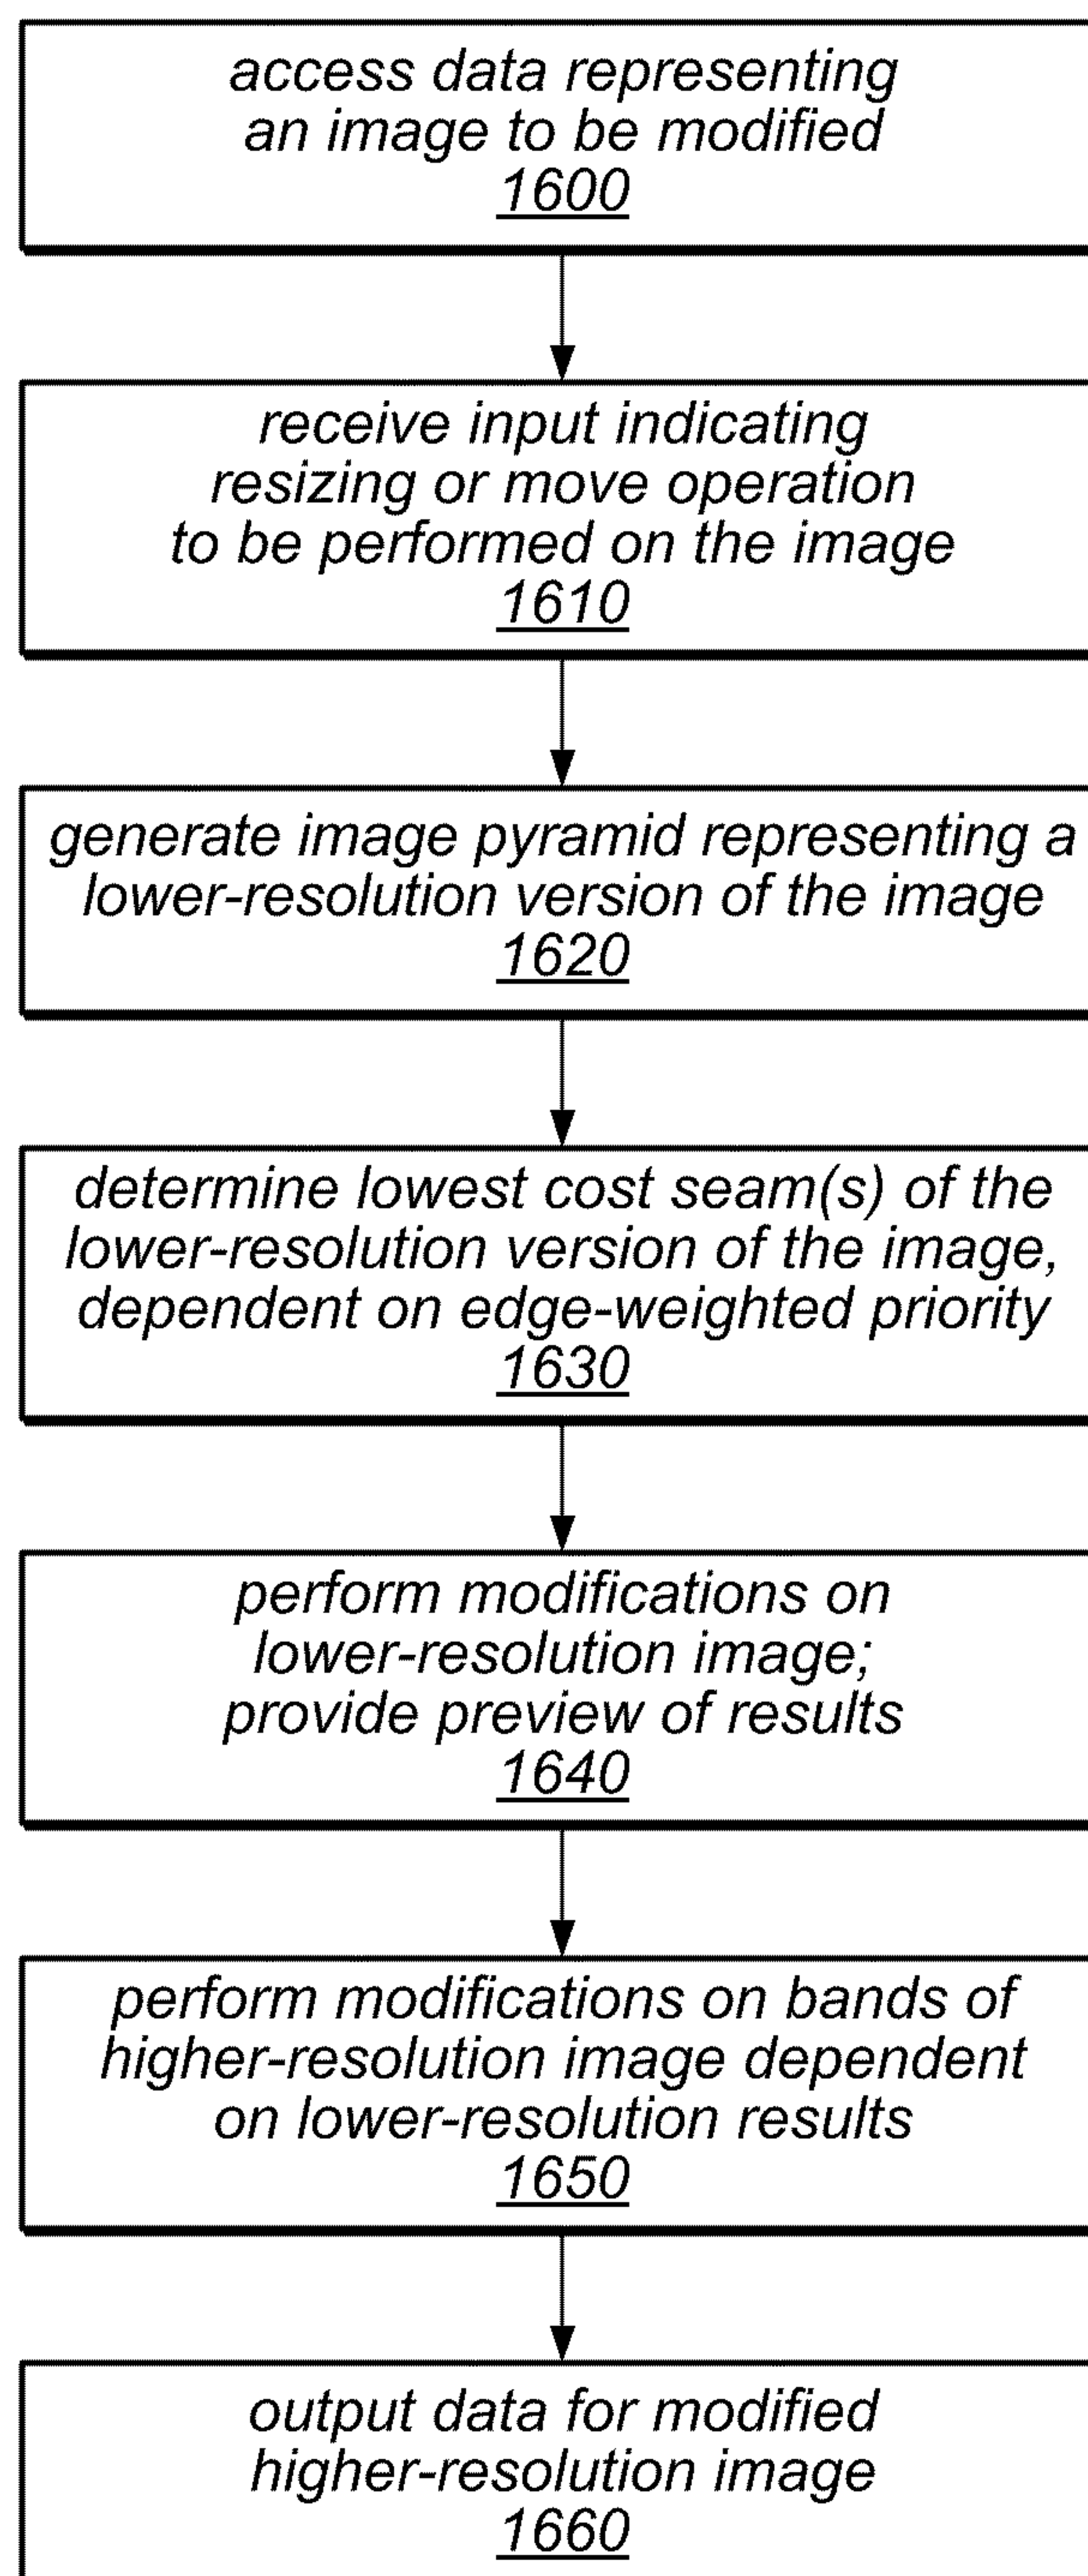 access data representing
an image to be modified
1600
receive input indicating
resizing or move operation
to be performed on the image
1610
generate image pyramid representing a
lower-resolution version of the image
1620
determine lowest cost seam(s) of the
lower-resolution version of the image,
dependent on edge-weighted priority
1630
perform modifications on
lower-resolution image;
provide preview of results
1640
perform modifications on bands of
higher-resolution image dependent
on lower-resolution results
1650
output data for modified
higher-resolution image
1660